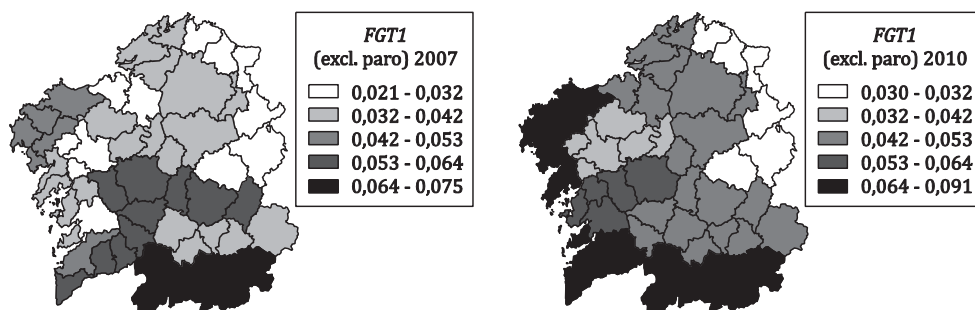 FGT1
(excl. paro) 2007
0,021 - 0,032
0,032 - 0,042
0,042 - 0,053
0,053 - 0,064
0,064 - 0,075
FGT1
(excl. paro) 2010
0,030 - 0,032
0,032 - 0,042
0,042 - 0,053
0,053 - 0,064
0,064 - 0,091